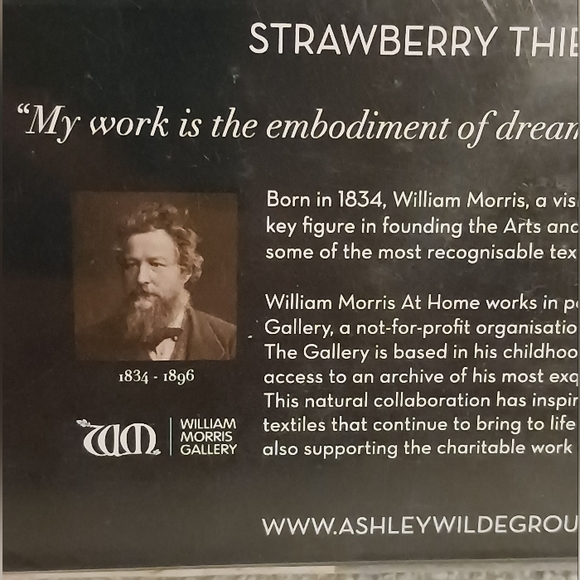 STRAWBERRY THIE
“My work is the embodiment of dream
Born in 1834, William Morris, a vis
key figure in founding the Arts and
some of the most recognisable tex
William Morris At Home works in p
Gallery, a not-for-profit organisatio
The Gallery is based in his childhoo
access to an archive of his most exq
This natural collaboration has inspir
textiles that continue to bring to life
also supporting the charitable work
1834 - 1896
WM
WILLIAM
MORRIS
GALLERY
WWW.ASHLEYWILDEGROU